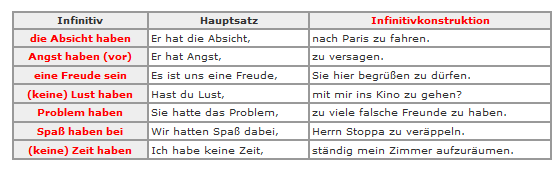 Infinitiv Hauptsatz Infinitivkonstruktion
die Absicht haben Er hat die Absicht, nach Paris zu fahren.
Angst haben (vor) Er hat Angst, zu versagen.
eine Freude sein Es ist uns eine Freude, Sie hier begrüßen zu dürfen.
(keine) Lust haben Hast du Lust, mit mir ins Kino zu gehen?
Problem haben Sie hatte das Problem, zu viele falsche Freunde zu haben.
Spaß haben bei Wir hatten Spaß dabei, Herrn Stoppa zu veräppeln.
(keine) Zeit haben Ich habe keine Zeit, ständig mein Zimmer aufzuräumen.